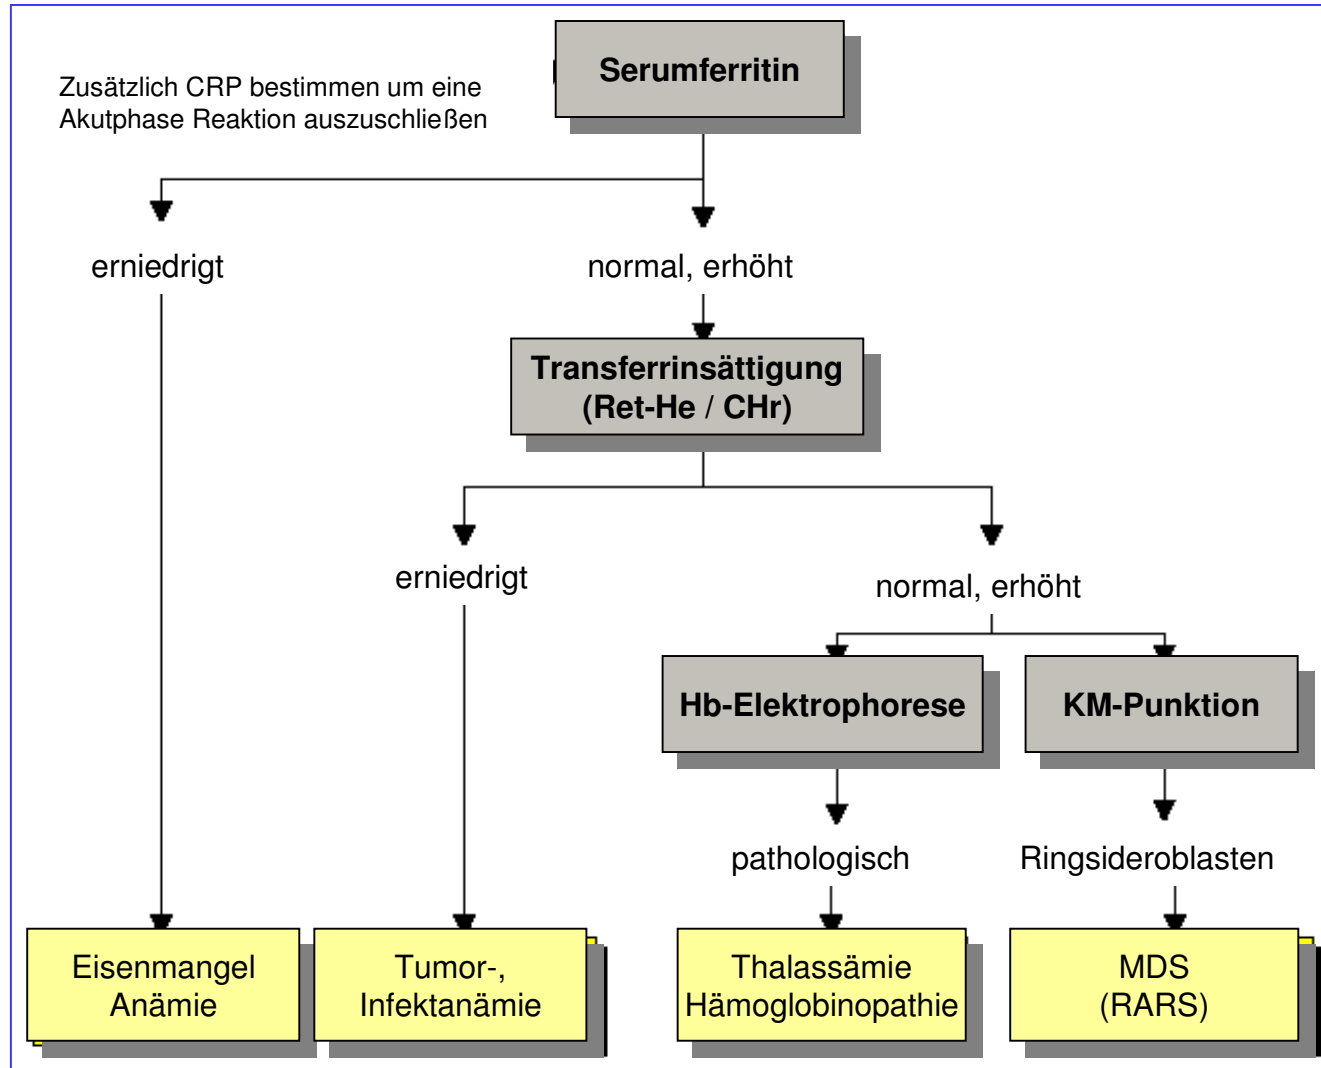 Serumferritin
Zusätzlich CRP bestimmen um eine
Akutphase Reaktion auszuschließen
erniedrigt
normal, erhöht
Transferrinsättigung
(Ret-He / CHr)
erniedrigt
normal, erhöht
Hb-Elektrophorese
KM-Punktion
pathologisch
Ringsideroblasten
Eisenmangel
Anämie
Tumor-,
Infektanämie
Thalassämie
Hämoglobinopathie
MDS
(RARS)